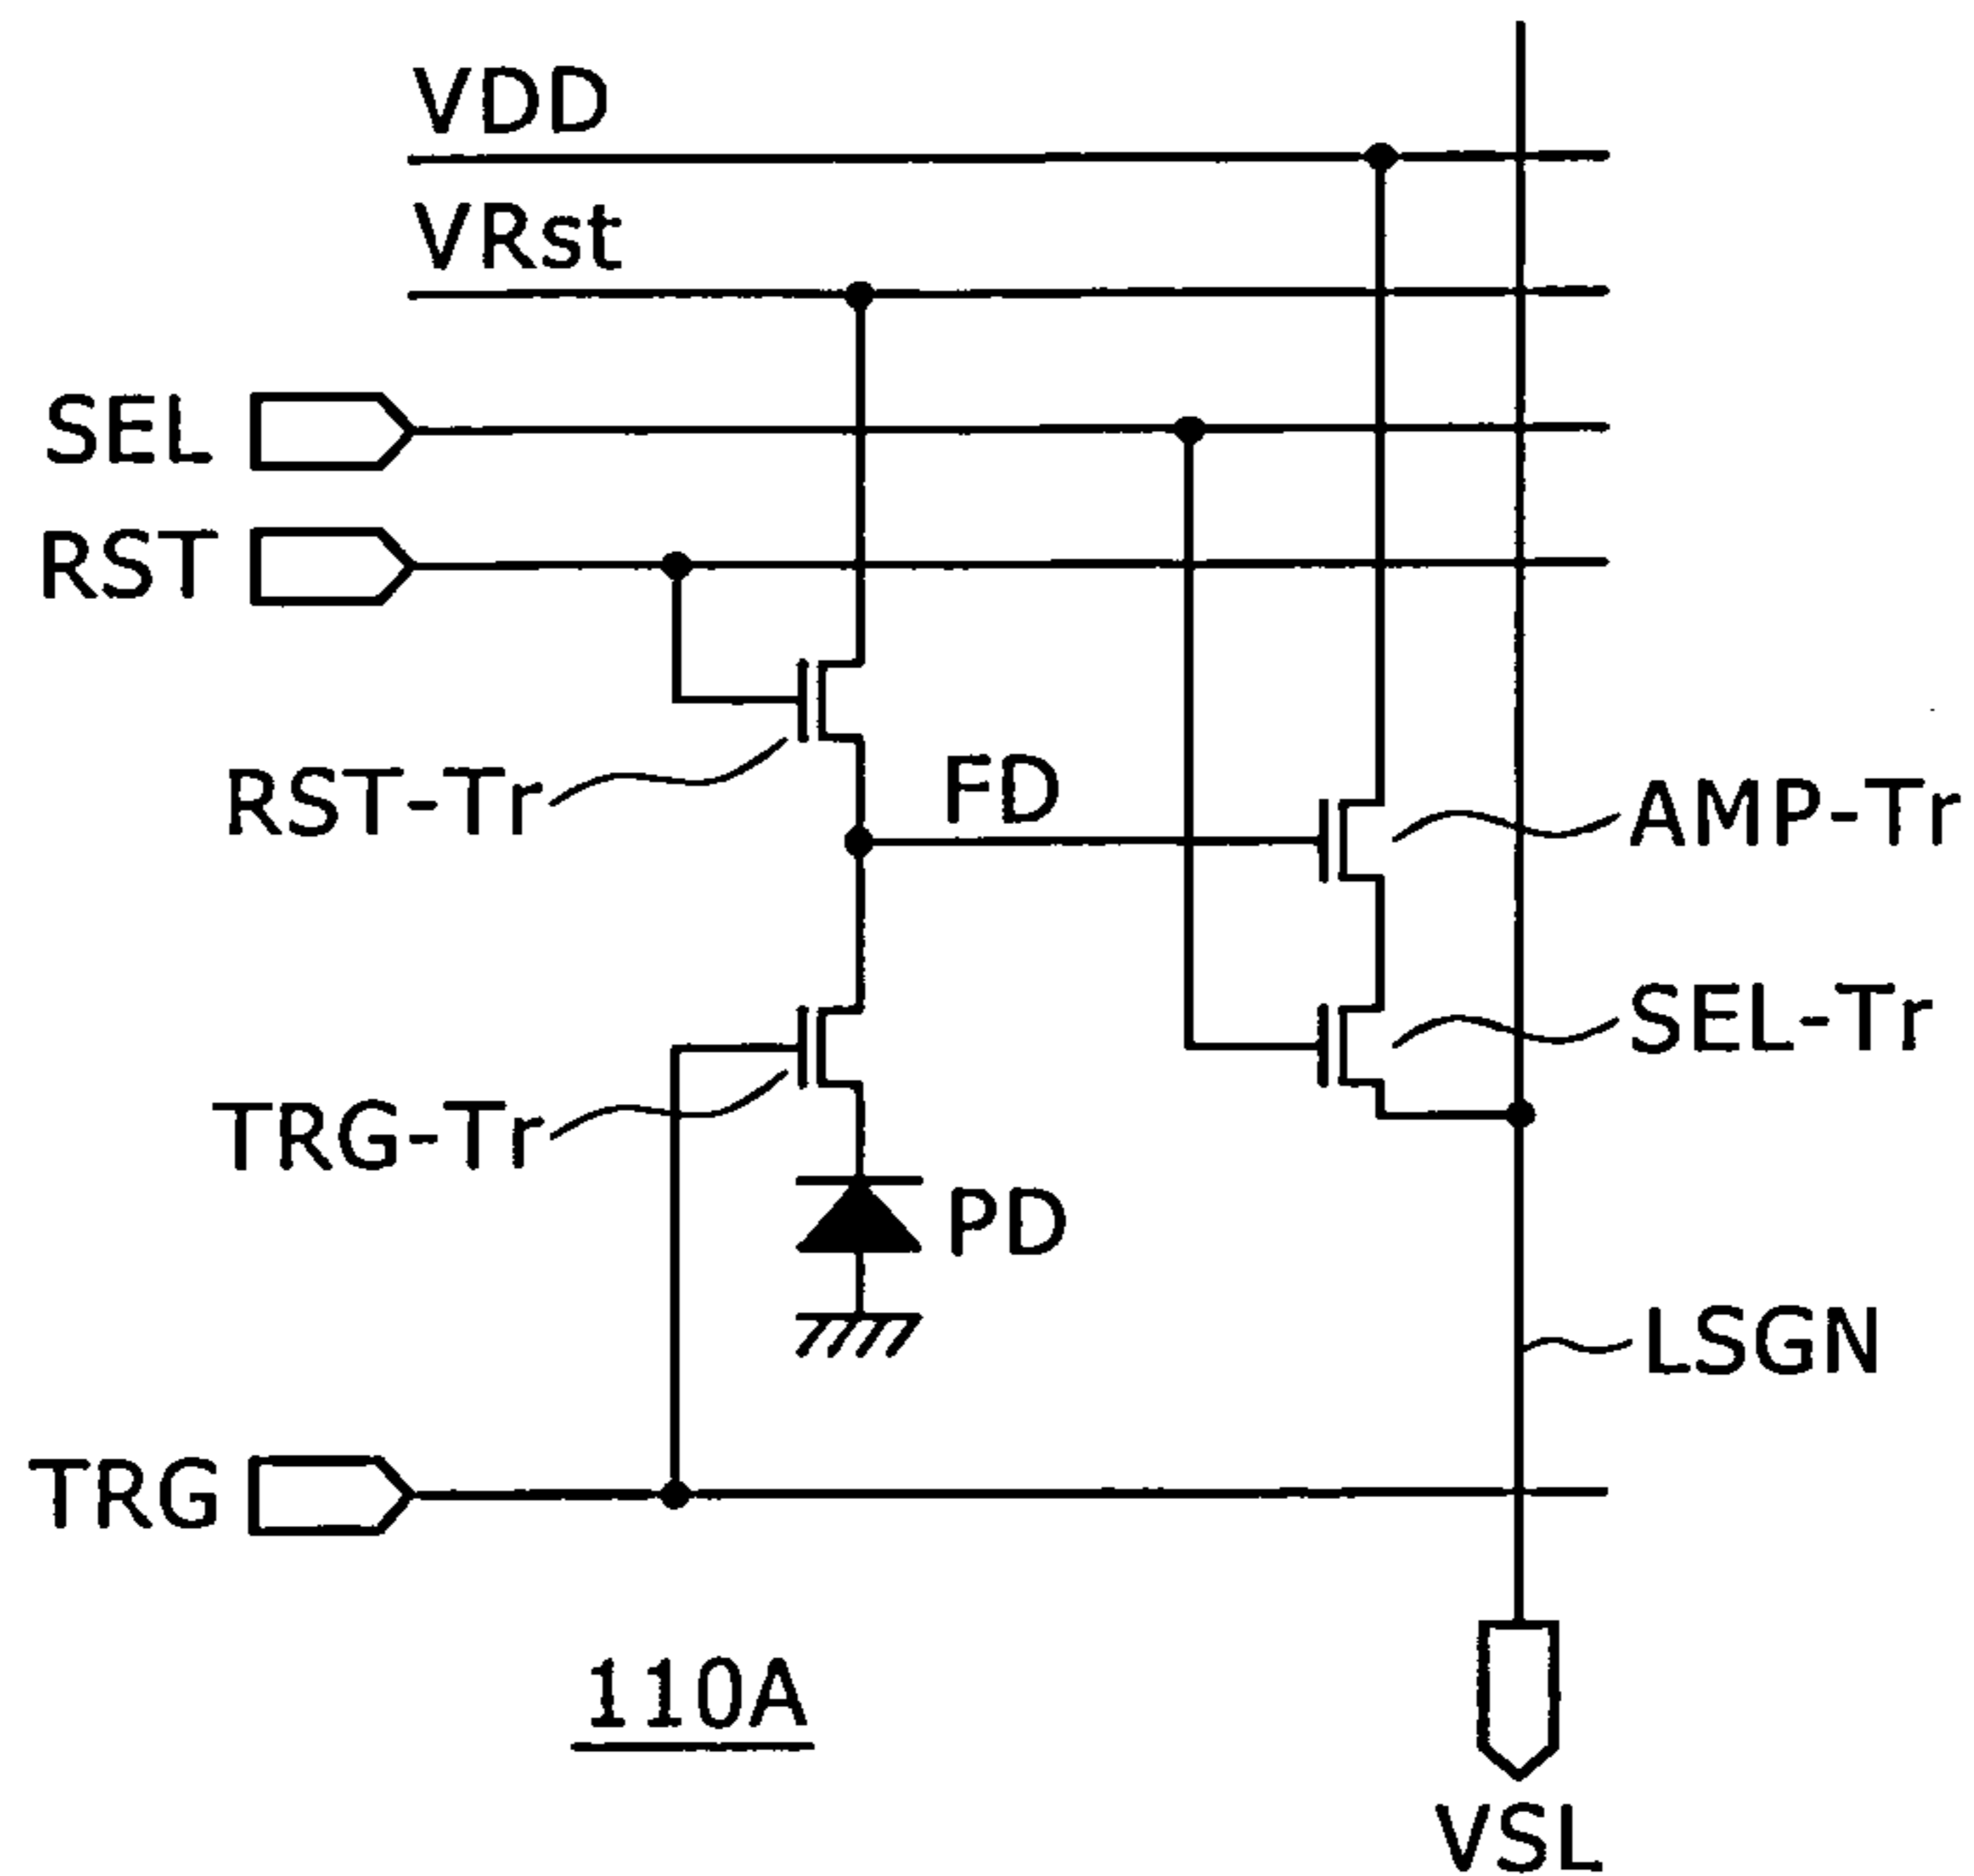 VDD
VRst
SEL
RST
RST-Tr
FD
AMP-Tr
SEL-Tr
TRG-Tr
PD
LSGN
TRG
110A
VSL